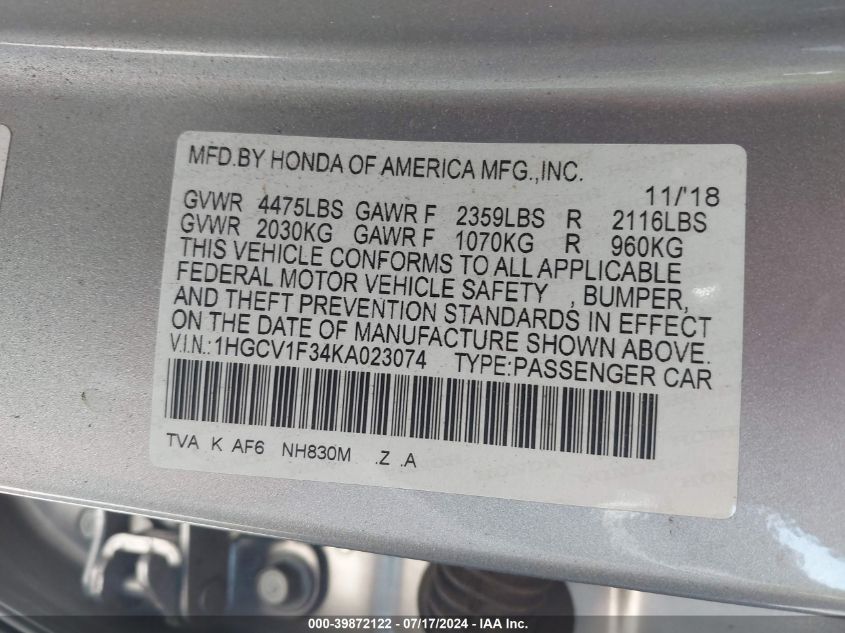 MFD.BY HONDA OF AMERICA MFG.,INC.
11/'18
GVWR 4475LBS GAWR F 2359LBS R 2116LBS
GVWR 2030KG GAWR F 1070KG R 960KG
THIS VEHICLE CONFORMS TO ALL APPLICABLE
FEDERAL MOTOR VEHICLE SAFETY , BUMPER,
AND THEFT PREVENTION STANDARDS IN EFFECT
ON THE DATE OF MANUFACTURE SHOWN ABOVE.
V.I.N.:1HGCV1F34KA023074 TYPE:PASSENGER CAR
TVA K AF6 NH830M .Z .A
000-39872122 - 07/17/2024 - IAA Inc.